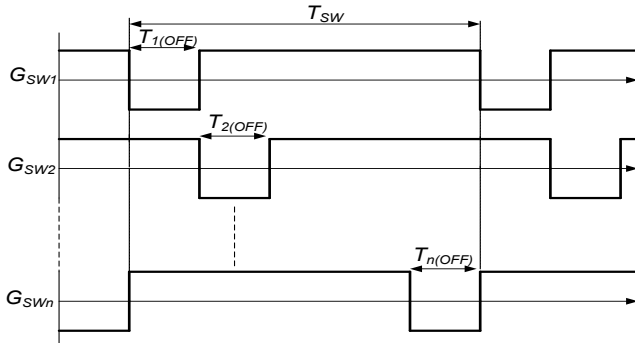 T_SW
T_1(OFF)
G_SW1
T_2(OFF)
G_SW2
T_n(OFF)
G_SWn